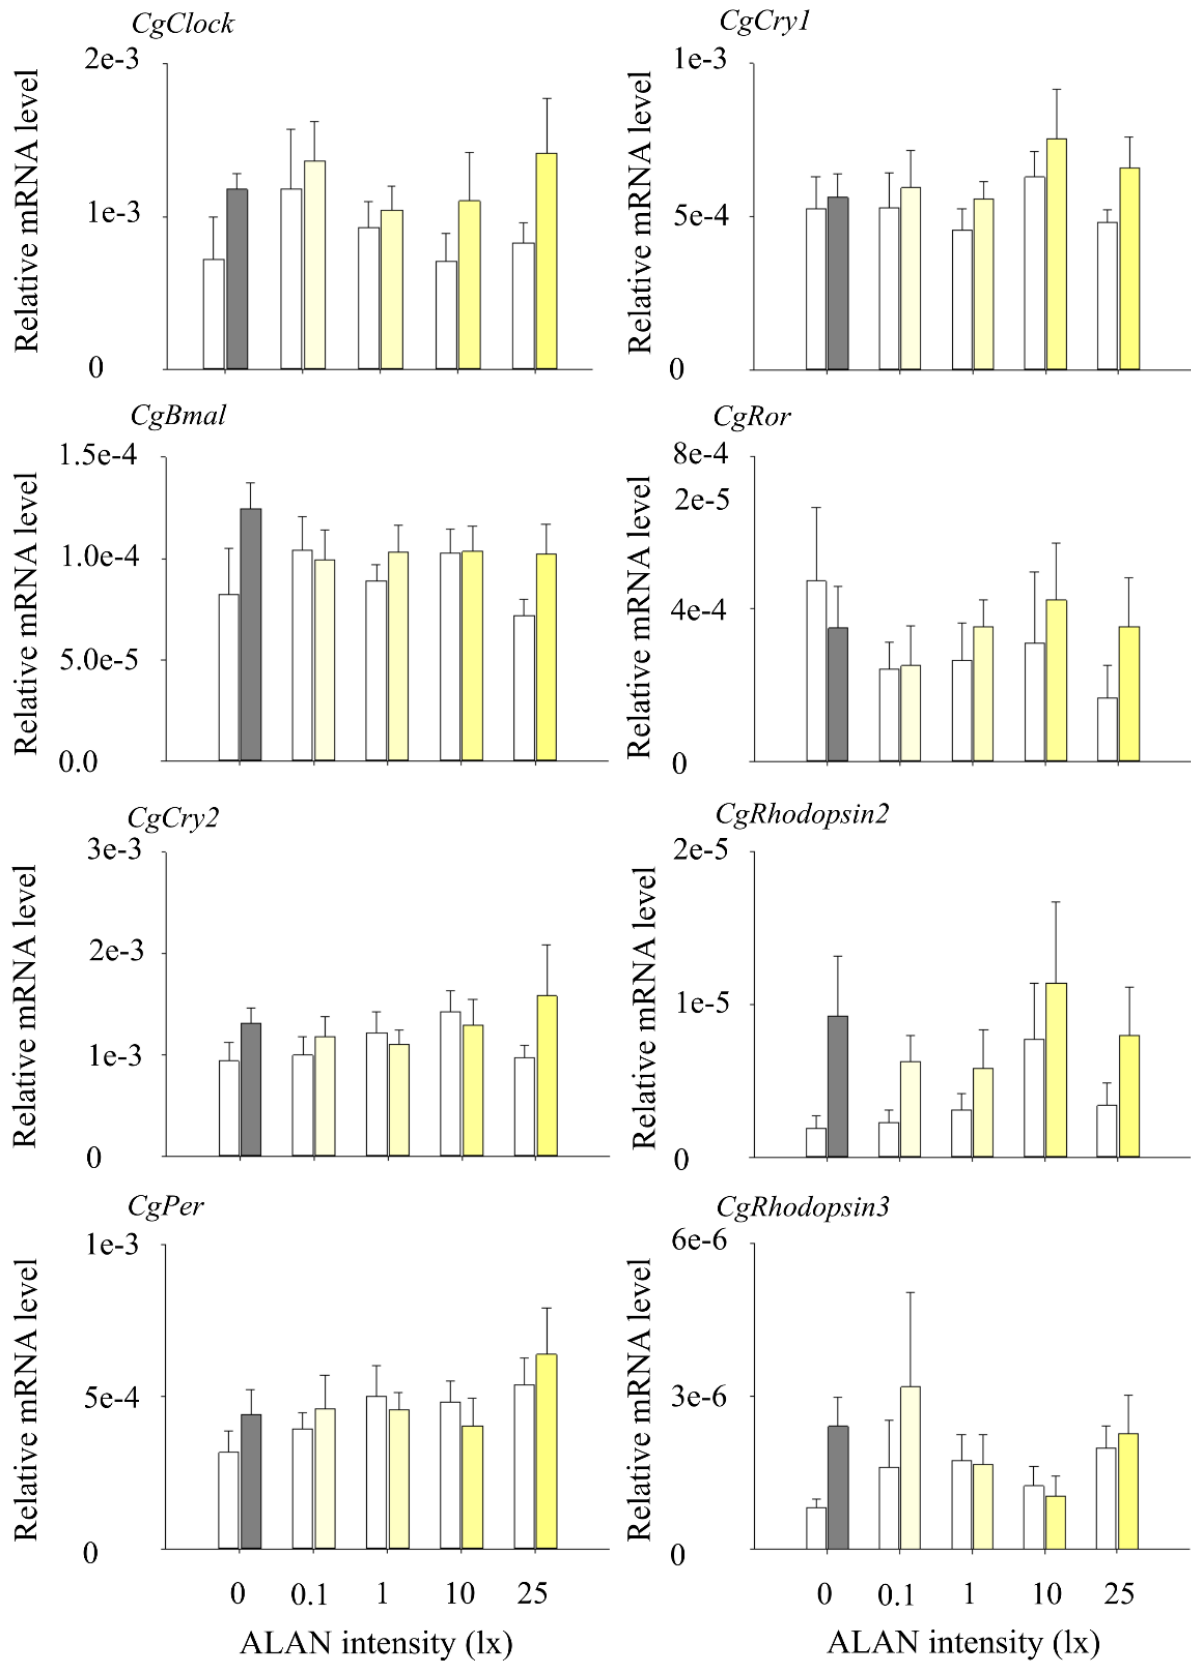 CgClock
Relative mRNA level
2e-3
1e-3
0
CgCry1
Relative mRNA level
1e-3
5e-4
0
CgBmal
Relative mRNA level
1.5e-4
1.0e-4
5.0e-5
0.0
CgRor
Relative mRNA level
8e-4
2e-5
4e-4
0
CgCry2
Relative mRNA level
3e-3
2e-3
1e-3
0
CgRhodopsin2
Relative mRNA level
2e-5
1e-5
0
CgPer
Relative mRNA level
1e-3
5e-4
0
0 0.1 1 10 25
ALAN intensity (lx)
CgRhodopsin3
Relative mRNA level
6e-6
3e-6
0
0 0.1 1 10 25
ALAN intensity (lx)